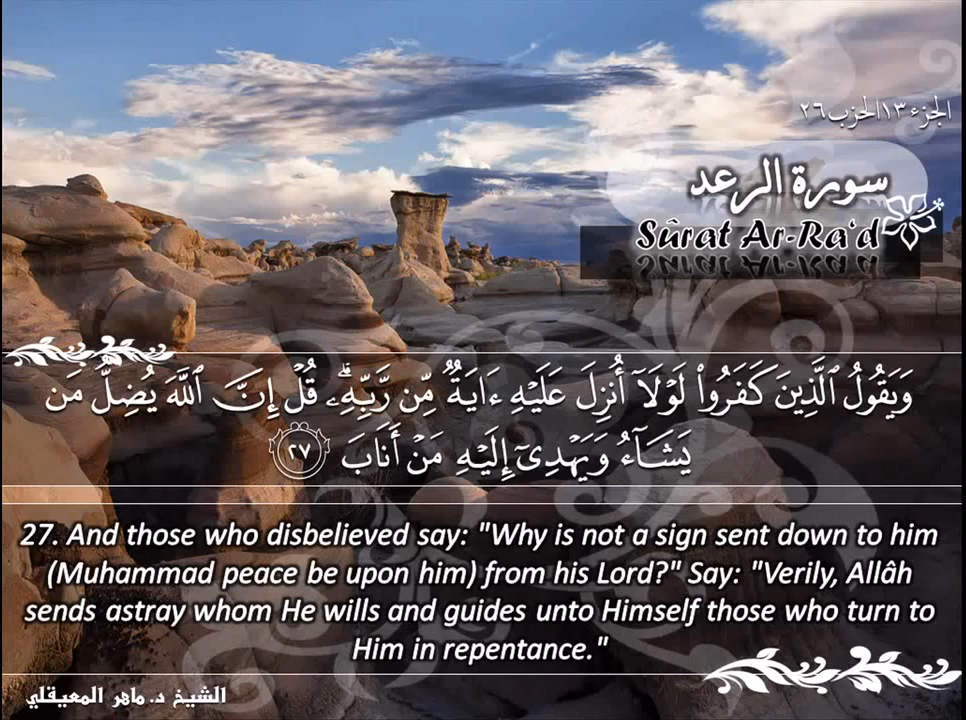 الجزء ١٣ الحزب ٢٦
سورة الرعد
Sûrat Ar-Ra'd
وَيَقُولُ ٱلَّذِينَ كَفَرُواْ لَوْلَآ أُنزِلَ عَلَيْهِ ءَايَةٌ مِّن رَّبِّهِۦۗ قُلْ إِنَّ ٱللَّهَ يُضِلُّ مَن
يَشَآءُ وَيَهْدِىٓ إِلَيْهِ مَنْ أَنَابَ ٢٧
27. And those who disbelieved say: "Why is not a sign sent down to him
(Muhammad peace be upon him) from his Lord?" Say: "Verily, Allâh
sends astray whom He wills and guides unto Himself those who turn to
Him in repentance."
الشيخ د. ماهر المعيقلي